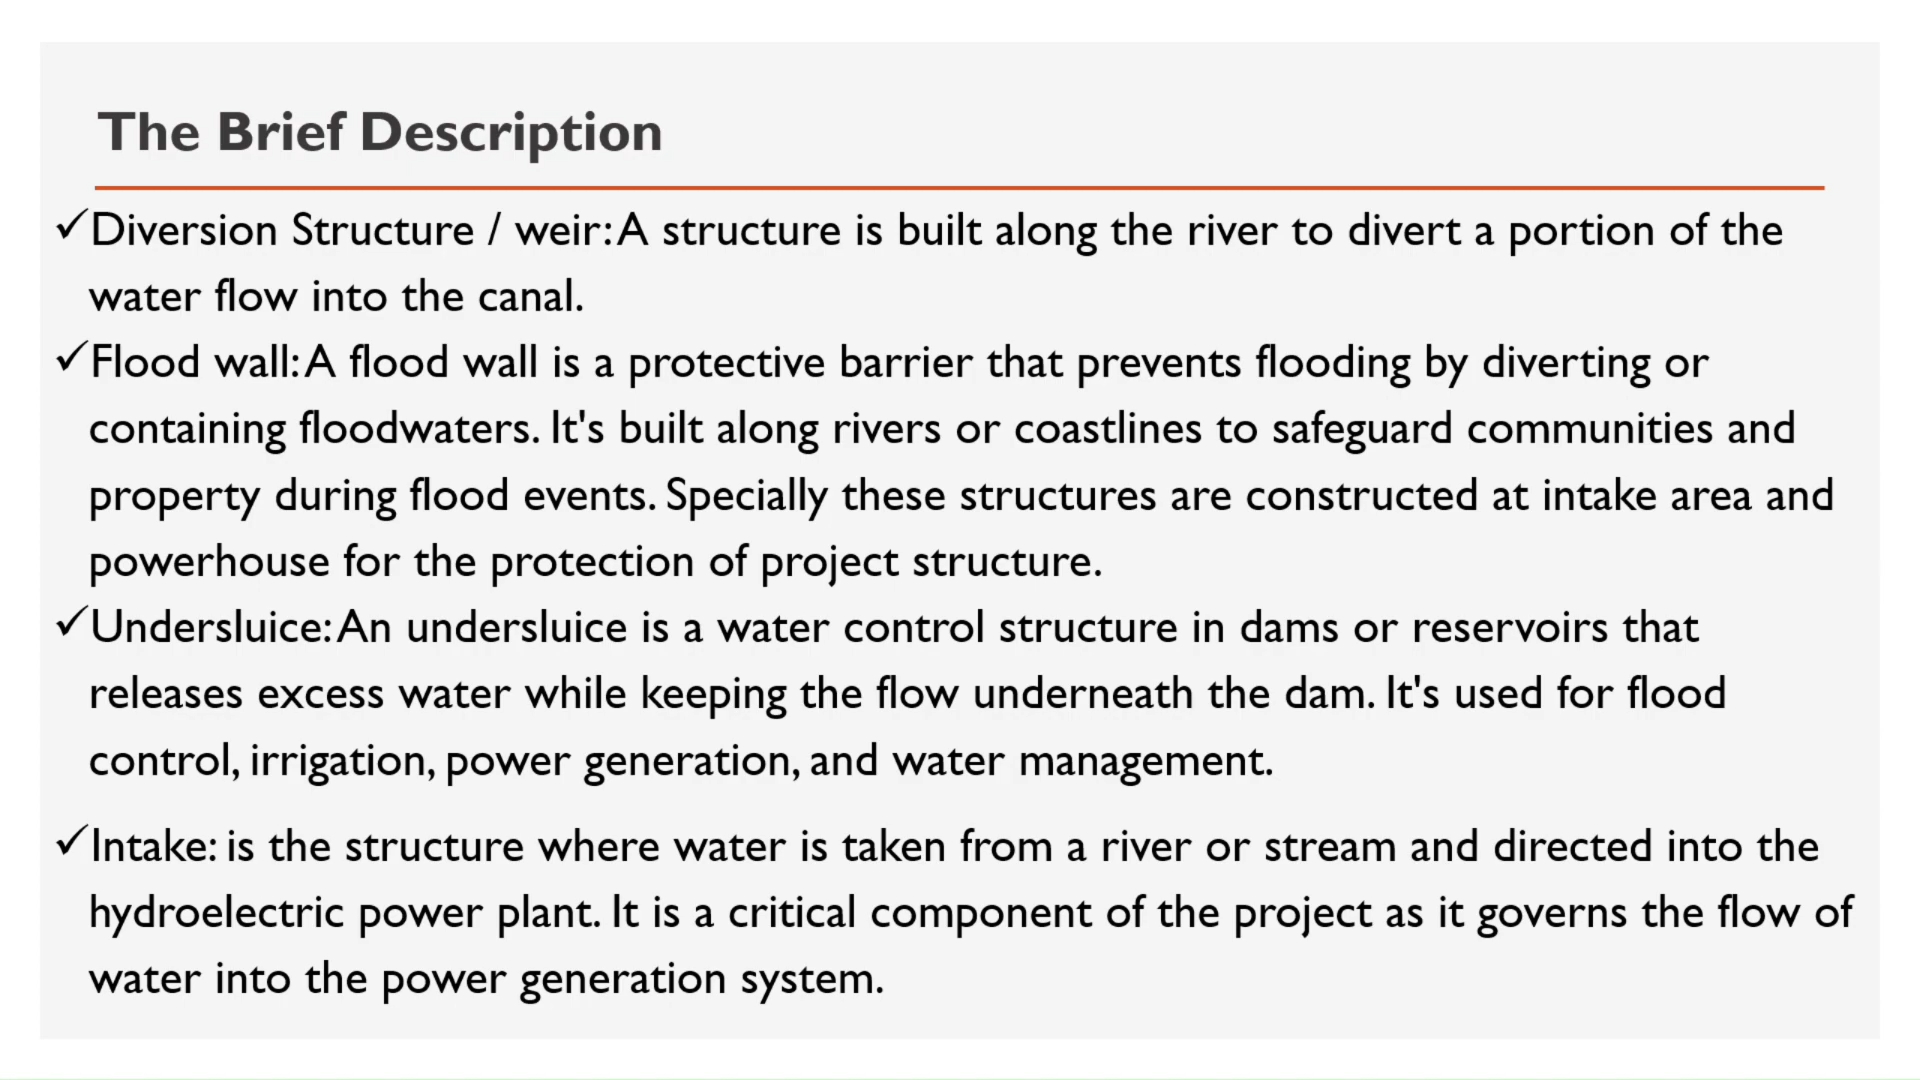 The Brief Description
✓Diversion Structure / weir: A structure is built along the river to divert a portion of the
water flow into the canal.
✓Flood wall: A flood wall is a protective barrier that prevents flooding by diverting or
containing floodwaters. It's built along rivers or coastlines to safeguard communities and
property during flood events. Specially these structures are constructed at intake area and
powerhouse for the protection of project structure.
✓Undersluice: An undersluice is a water control structure in dams or reservoirs that
releases excess water while keeping the flow underneath the dam. It's used for flood
control, irrigation, power generation, and water management.
✓Intake: is the structure where water is taken from a river or stream and directed into the
hydroelectric power plant. It is a critical component of the project as it governs the flow of
water into the power generation system.